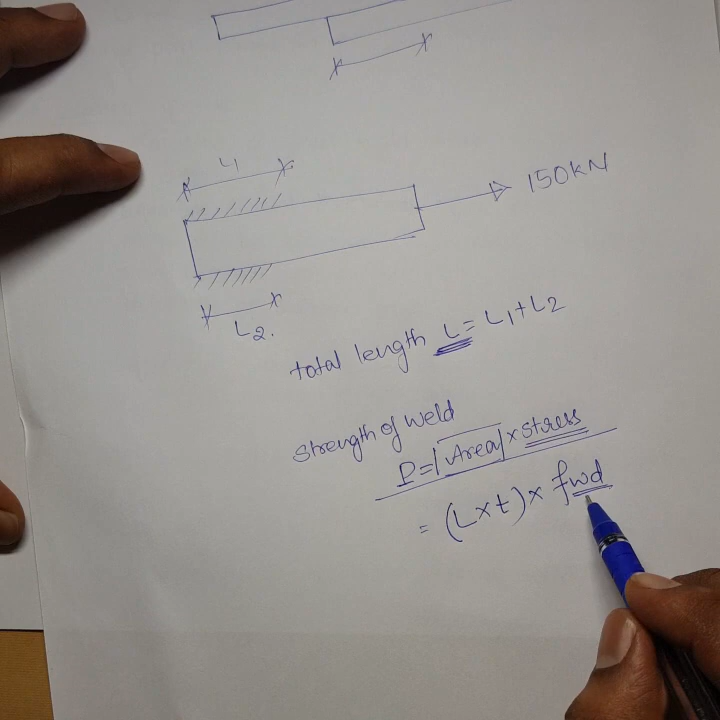 L1
150KN
L2.
total length L = L1+L2
Strength of weld
P = Area × stress
= (L×t) × fwd